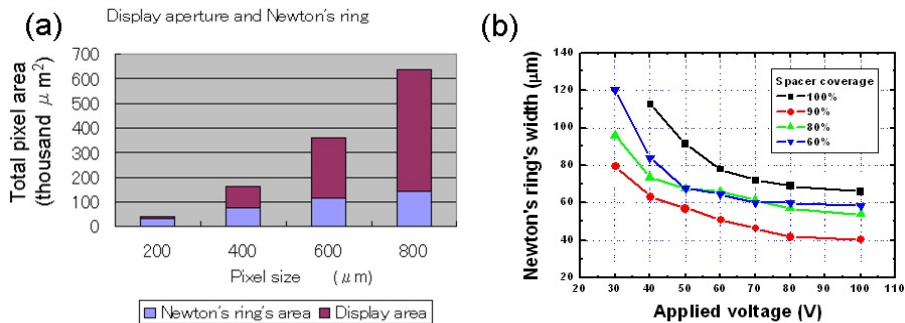 (a)
Display aperture and Newton's ring
Total pixel area
(thousand μm²)
700
600
500
400
300
200
100
0
200 400 600 800
Pixel size (μm)
Newton's ring's area Display area
(b)
Newton's ring's width (μm)
140
120
100
80
60
40
20
Spacer coverage
100%
90%
80%
60%
20 30 40 50 60 70 80 90 100 110
Applied voltage (V)